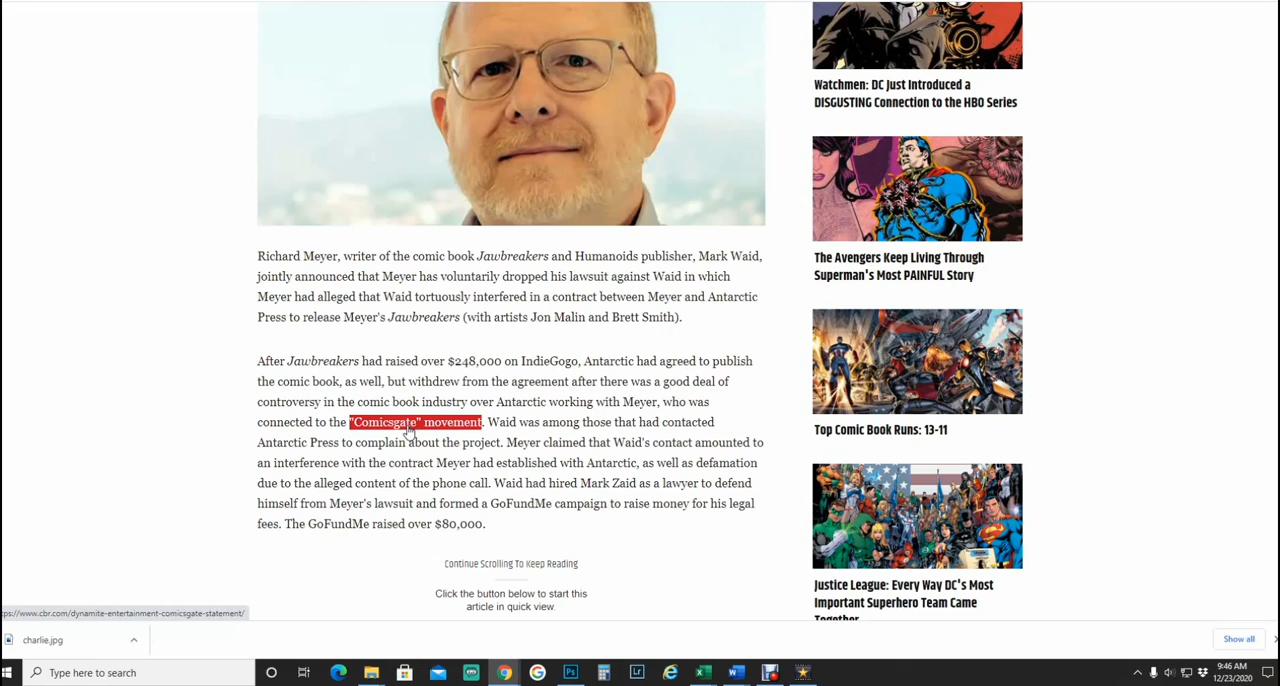 Richard Meyer, writer of the comic book Jawbreakers and Humanoids publisher, Mark Waid,
jointly announced that Meyer has voluntarily dropped his lawsuit against Waid in which
Meyer had alleged that Waid tortuously interfered in a contract between Meyer and Antarctic
Press to release Meyer's Jawbreakers (with artists Jon Malin and Brett Smith).
After Jawbreakers had raised over $248,000 on IndieGogo, Antarctic had agreed to publish
the comic book, as well, but withdrew from the agreement after there was a good deal of
controversy in the comic book industry over Antarctic working with Meyer, who was
connected to the "Comicsgate" movement. Waid was among those that had contacted
Antarctic Press to complain about the project. Meyer claimed that Waid's contact amounted to
an interference with the contract Meyer had established with Antarctic, as well as defamation
due to the alleged content of the phone call. Waid had hired Mark Zaid as a lawyer to defend
himself from Meyer's lawsuit and formed a GoFundMe campaign to raise money for his legal
fees. The GoFundMe raised over $80,000.
Continue Scrolling To Keep Reading
Click the button below to start this
article in quick view.
Watchmen: DC Just Introduced a
DISGUSTING Connection to the HBO Series
The Avengers Keep Living Through
Superman's Most PAINFUL Story
Top Comic Book Runs: 13-11
Justice League: Every Way DC's Most
Important Superhero Team Came
Together
tps://www.cbr.com/dynamite-entertainment-comicsgate-statement/
charlie.jpg
Show all
Type here to search
Ps
Lr
9:46 AM
12/23/2020